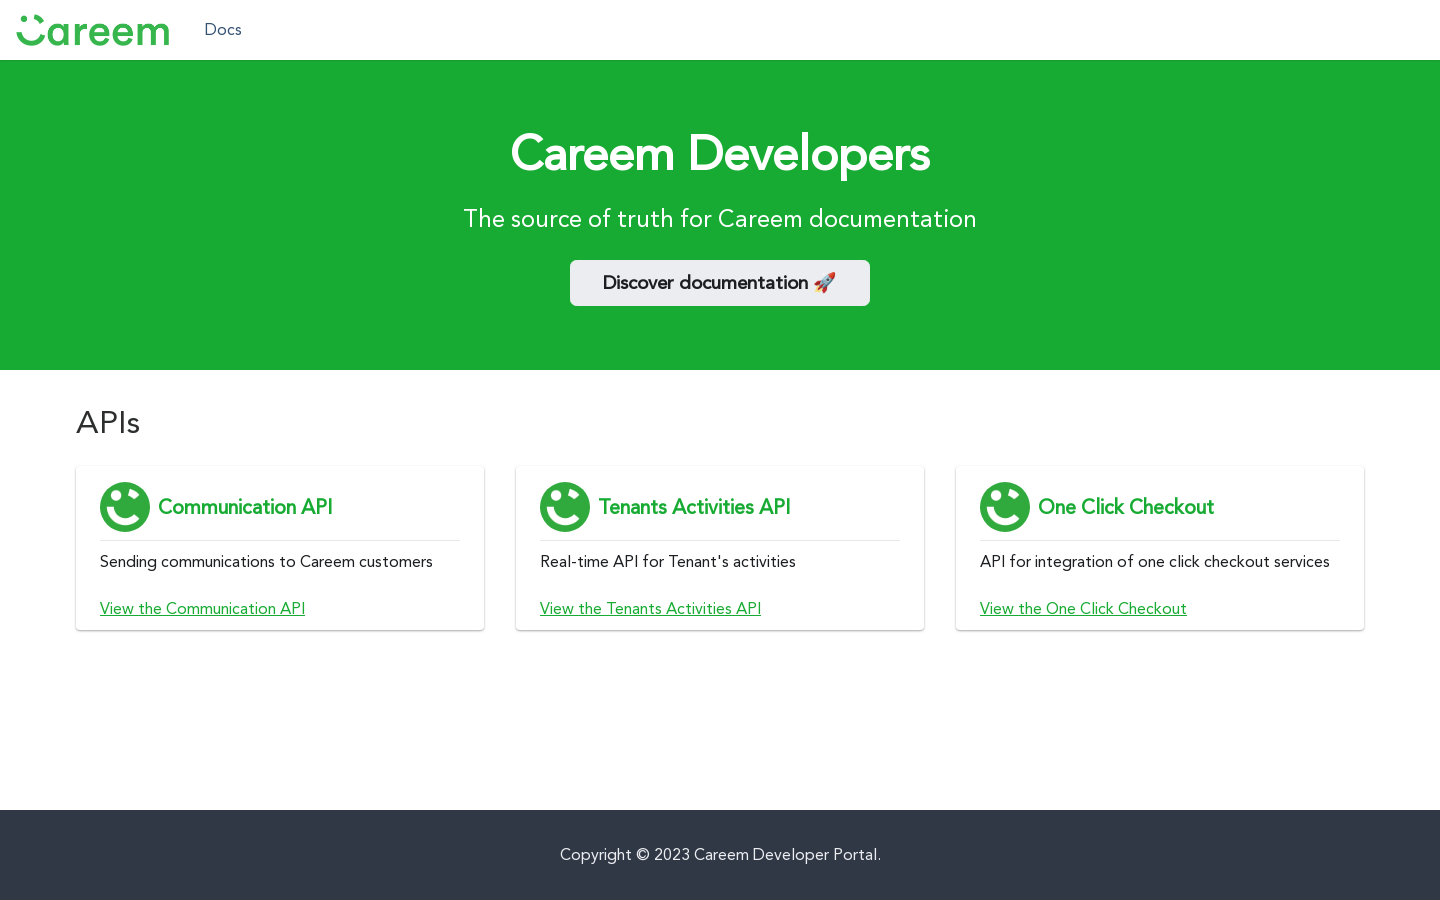 Careem
Docs
Careem Developers
The source of truth for Careem documentation
Discover documentation 🚀
APIs
Communication API
Sending communications to Careem customers
View the Communication API
Tenants Activities API
Real-time API for Tenant's activities
View the Tenants Activities API
One Click Checkout
API for integration of one click checkout services
View the One Click Checkout
Copyright © 2023 Careem Developer Portal.